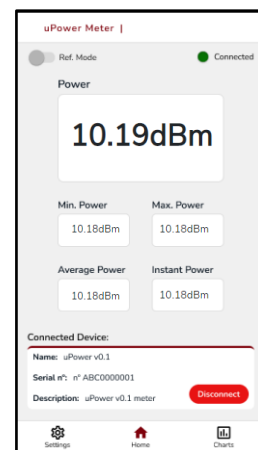 uPower Meter |
Ref. Mode Connected
Power
10.19dBm
Min. Power Max. Power
10.18dBm 10.18dBm
Average Power Instant Power
10.18dBm 10.18dBm
Connected Device:
Name: uPower v0.1
Serial nº: nº ABC0000001
Description: uPower v0.1 meter Disconnect
Settings Home Charts